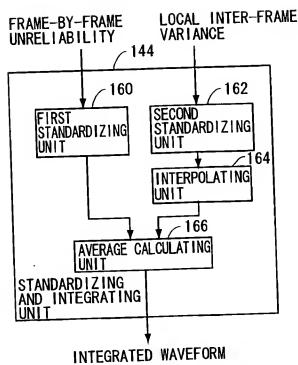 FRAME-BY-FRAME
UNRELIABILITY
LOCAL INTER-FRAME
VARIANCE
144
160
162
FIRST
STANDARDIZING
UNIT
SECOND
STANDARDIZING
UNIT
164
INTERPOLATING
UNIT
166
AVERAGE CALCULATING
UNIT
STANDARDIZING
AND INTEGRATING
UNIT
INTEGRATED WAVEFORM